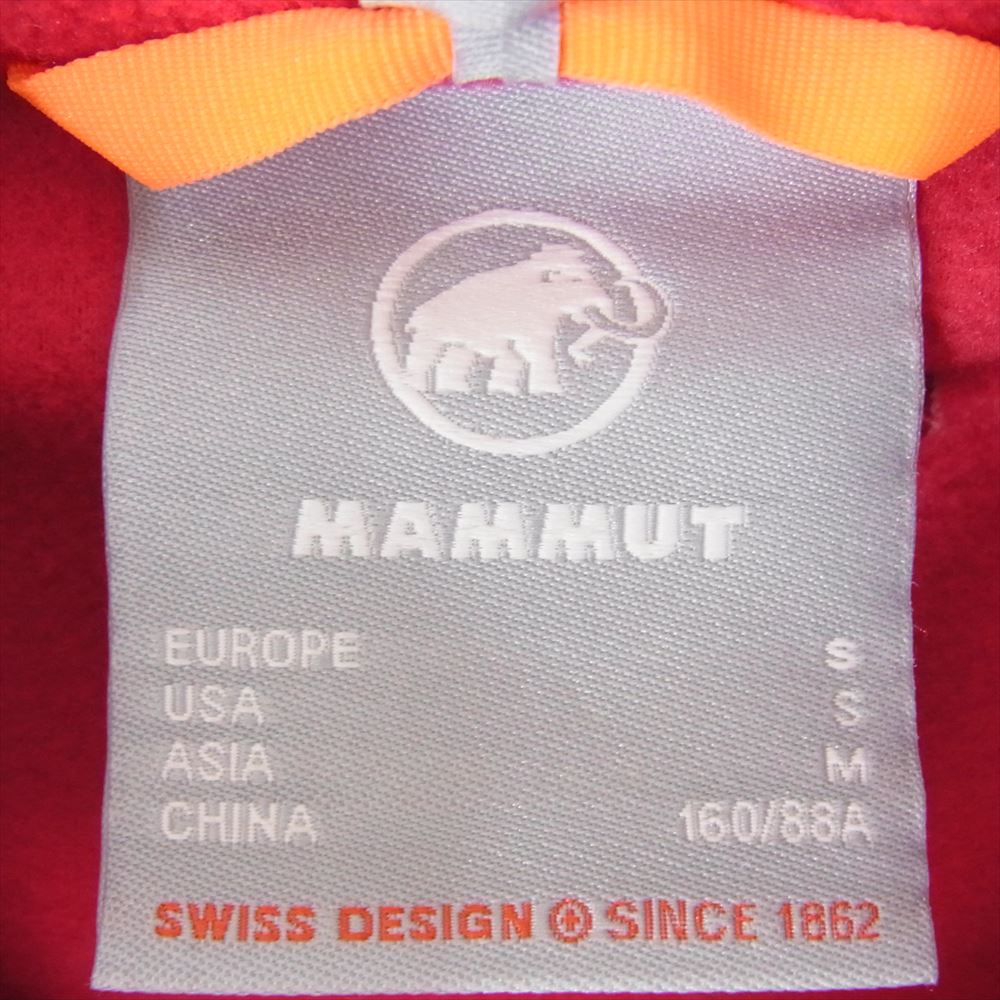 MAMMUT
EUROPE S
USA S
ASIA M
CHINA 160/88A
SWISS DESIGN SINCE 1862